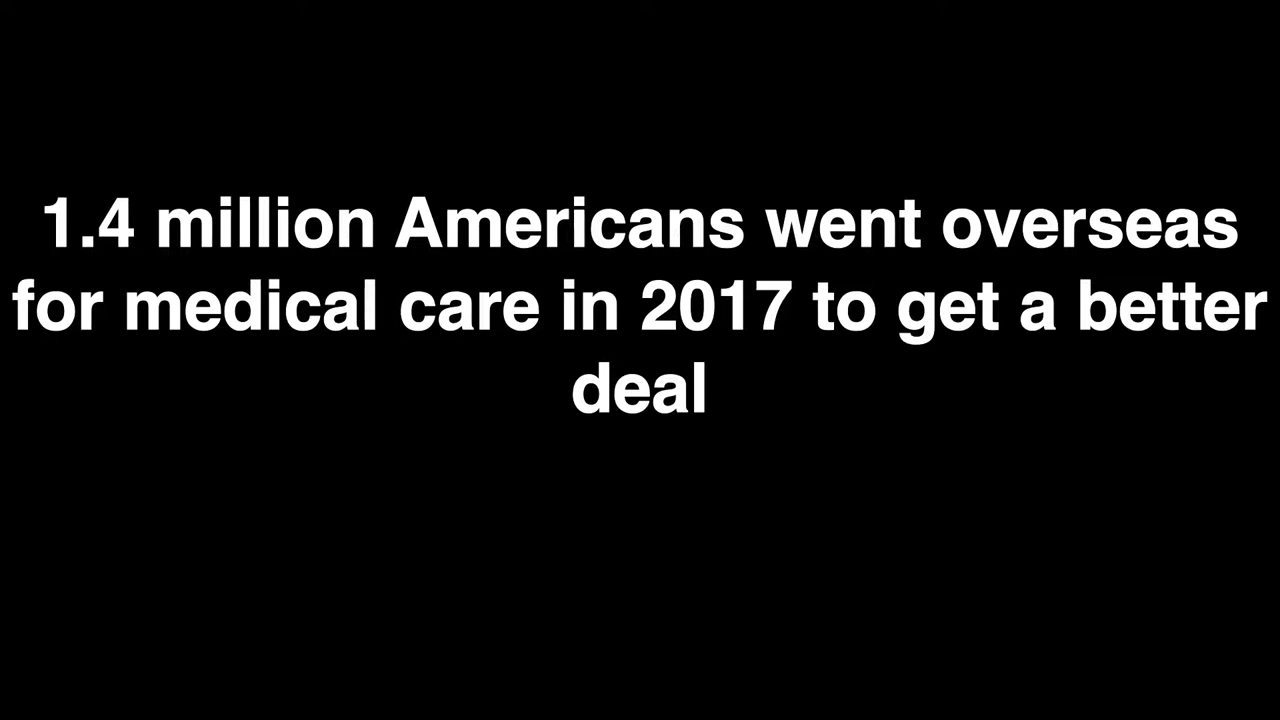 1.4 million Americans went overseas
for medical care in 2017 to get a better
deal